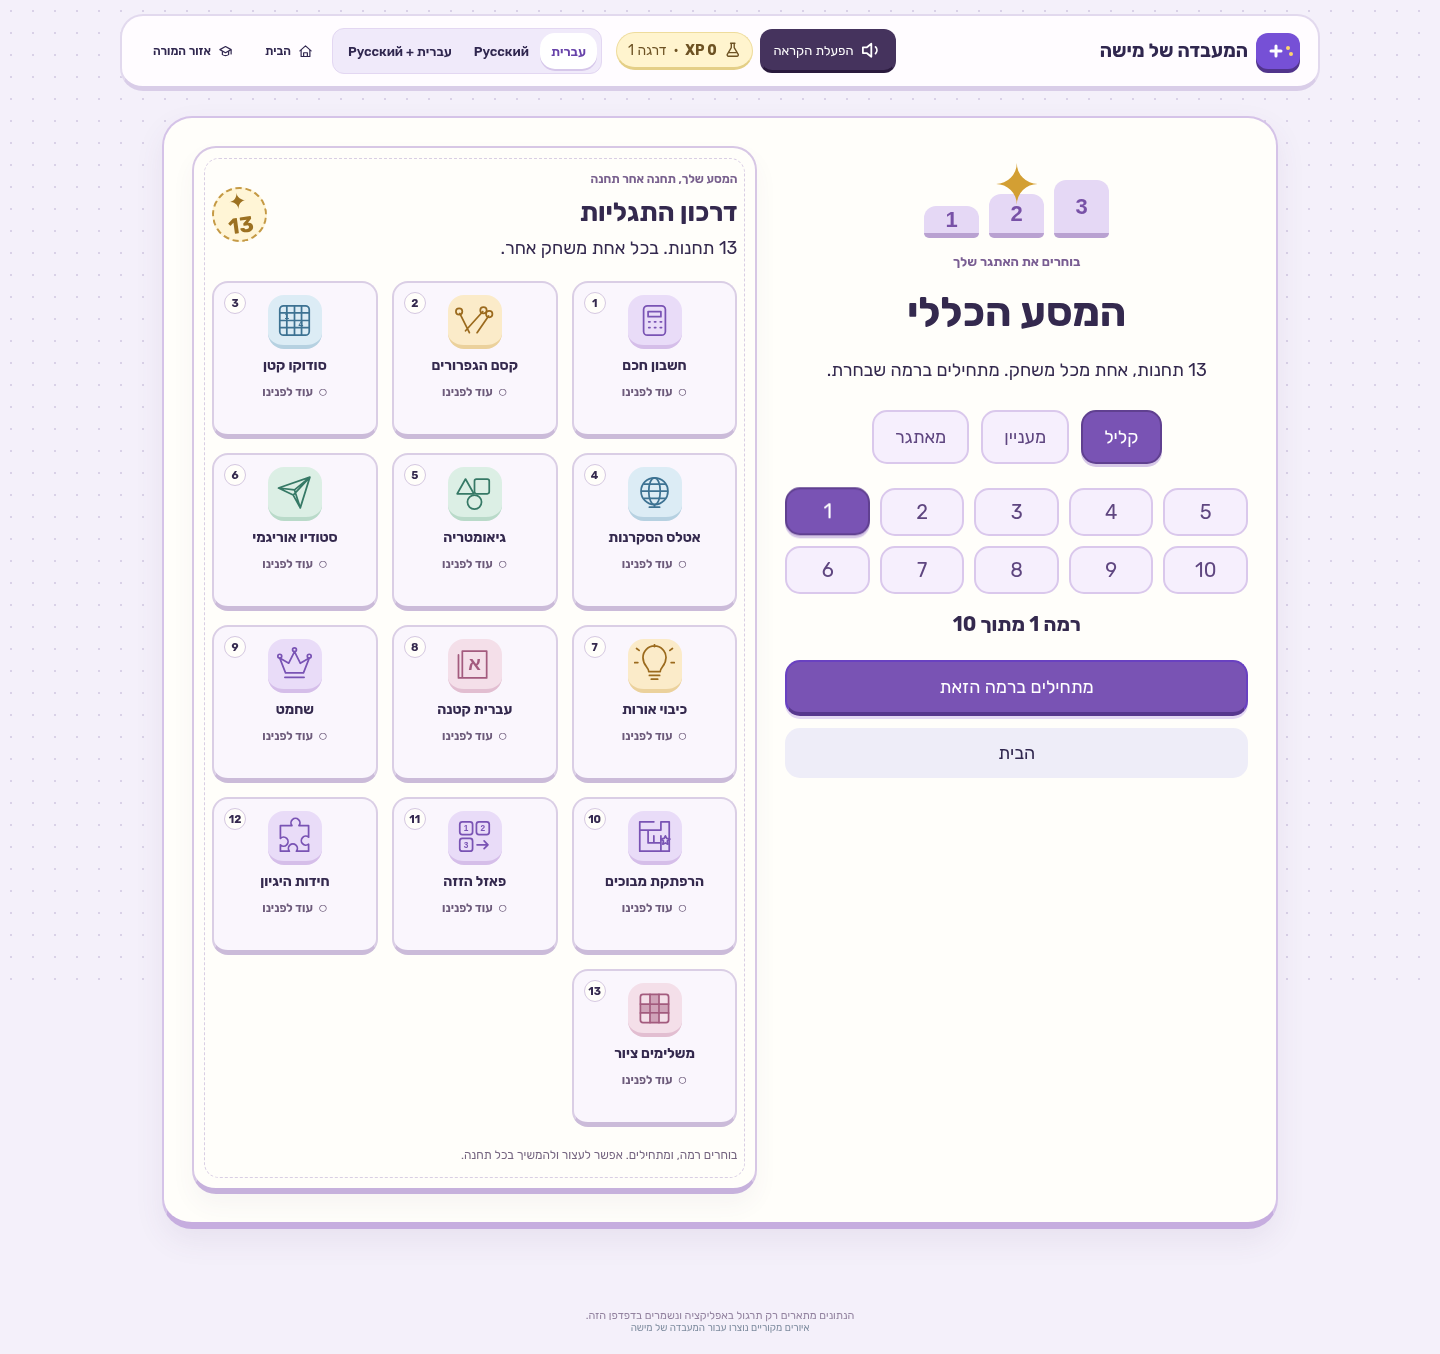 המעבדה של מישה
הפעלת הקראה
XP 0 • דרגה 1
עברית
Русский
עברית + Русский
הבית
אזור המורה
1
2
3
בוחרים את האתגר שלך
המסע הכללי
13 תחנות, אחת מכל משחק. מתחילים ברמה שבחרת.
קליל
מעניין
מאתגר
1 2 3 4 5
6 7 8 9 10
רמה 1 מתוך 10
מתחילים ברמה הזאת
הבית
המסע שלך, תחנה אחר תחנה
דרכון התגליות
13 תחנות. בכל אחת משחק אחר.
13
1
חשבון חכם
עוד לפנינו
2
קסם הגפרורים
עוד לפנינו
3
סודוקו קטן
עוד לפנינו
4
אטלס הסקרנות
עוד לפנינו
5
גיאומטריה
עוד לפנינו
6
סטודיו אוריגמי
עוד לפנינו
7
כיבוי אורות
עוד לפנינו
8
א
עברית קטנה
עוד לפנינו
9
שחמט
עוד לפנינו
10
הרפתקת מבוכים
עוד לפנינו
11
1 2
3
פאזל הזזה
עוד לפנינו
12
חידות היגיון
עוד לפנינו
13
משלימים ציור
עוד לפנינו
בוחרים רמה, ומתחילים. אפשר לעצור ולהמשיך בכל תחנה.
הנתונים מתארים רק תרגול באפליקציה ונשמרים בדפדפן הזה.
איורים מקוריים נוצרו עבור המעבדה של מישה